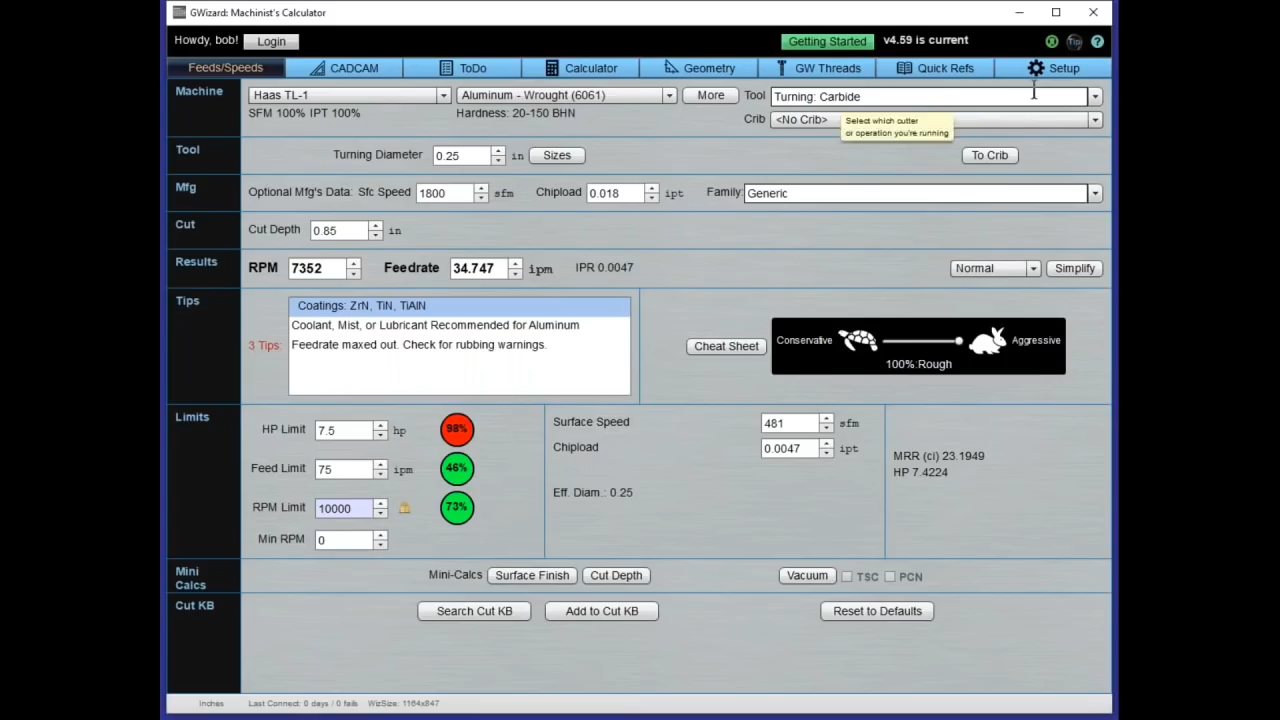 GWizard: Machinist's Calculator
Howdy, bob! Login Getting Started v4.59 is current Tip ?
Feeds/Speeds CADCAM ToDo Calculator Geometry GW Threads Quick Refs Setup
Machine Haas TL-1 Aluminum - Wrought (6061) More Tool Turning: Carbide
SFM 100% IPT 100% Hardness: 20-150 BHN Crib <No Crib>
Select which cutter
or operation you're running
Tool Turning Diameter 0.25 in Sizes To Crib
Mfg Optional Mfg's Data: Sfc Speed 1800 sfm Chipload 0.018 ipt Family: Generic
Cut Cut Depth 0.85 in
Results RPM 7352 Feedrate 34.747 ipm IPR 0.0047 Normal Simplify
Tips Coatings: ZrN, TiN, TiAlN
Coolant, Mist, or Lubricant Recommended for Aluminum
3 Tips: Feedrate maxed out. Check for rubbing warnings.
Cheat Sheet Conservative Aggressive
100%:Rough
Limits HP Limit 7.5 hp 98% Surface Speed 481 sfm
Chipload 0.0047 ipt
MRR (ci) 23.1949
Feed Limit 75 ipm 46% HP 7.4224
Eff. Diam.: 0.25
RPM Limit 10000 73%
Min RPM 0
Mini
Calcs Mini-Calcs Surface Finish Cut Depth Vacuum TSC PCN
Cut KB Search Cut KB Add to Cut KB Reset to Defaults
Inches Last Connect: 0 days / 0 fails WizSize: 1164x847